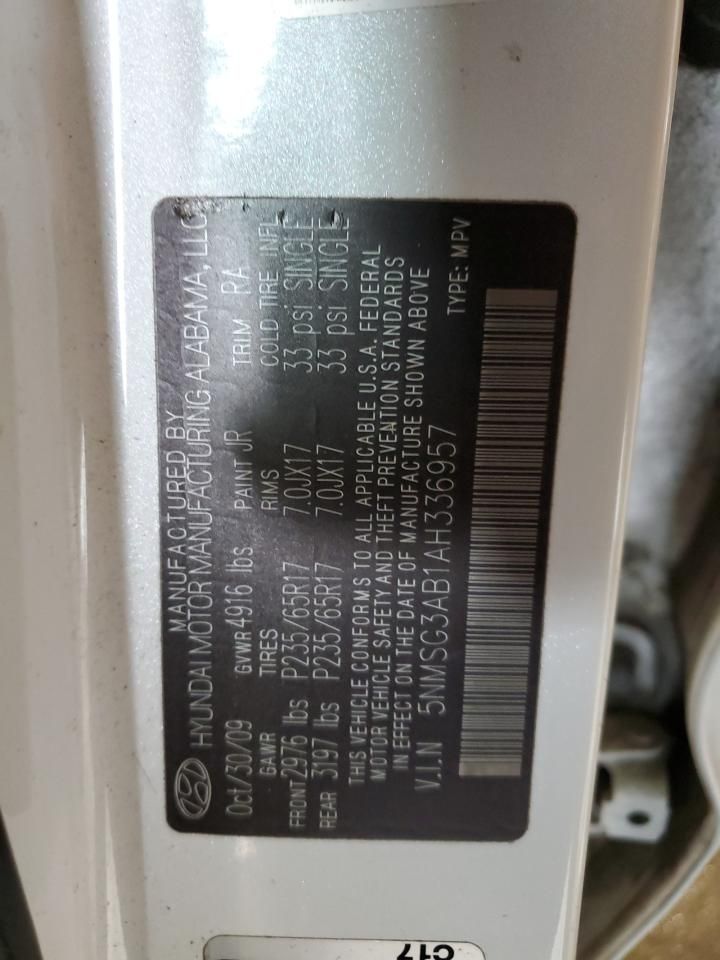 MANUFACTURED BY
HYUNDAI MOTOR MANUFACTURING ALABAMA, LLC
Oct/30/09 GVWR 4916 lbs PAINT JR TRIM RA
GAWR TIRES RIMS COLD TIRE INFL
FRONT 2976 lbs P235/65R17 7.0JX17 33 psi SINGLE
REAR 3197 lbs P235/65R17 7.0JX17 33 psi SINGLE
THIS VEHICLE CONFORMS TO ALL APPLICABLE U.S.A. FEDERAL
MOTOR VEHICLE SAFETY AND THEFT PREVENTION STANDARDS
IN EFFECT ON THE DATE OF MANUFACTURE SHOWN ABOVE
V.I.N 5NMSG3AB1AH336957 TYPE: MPV
C17